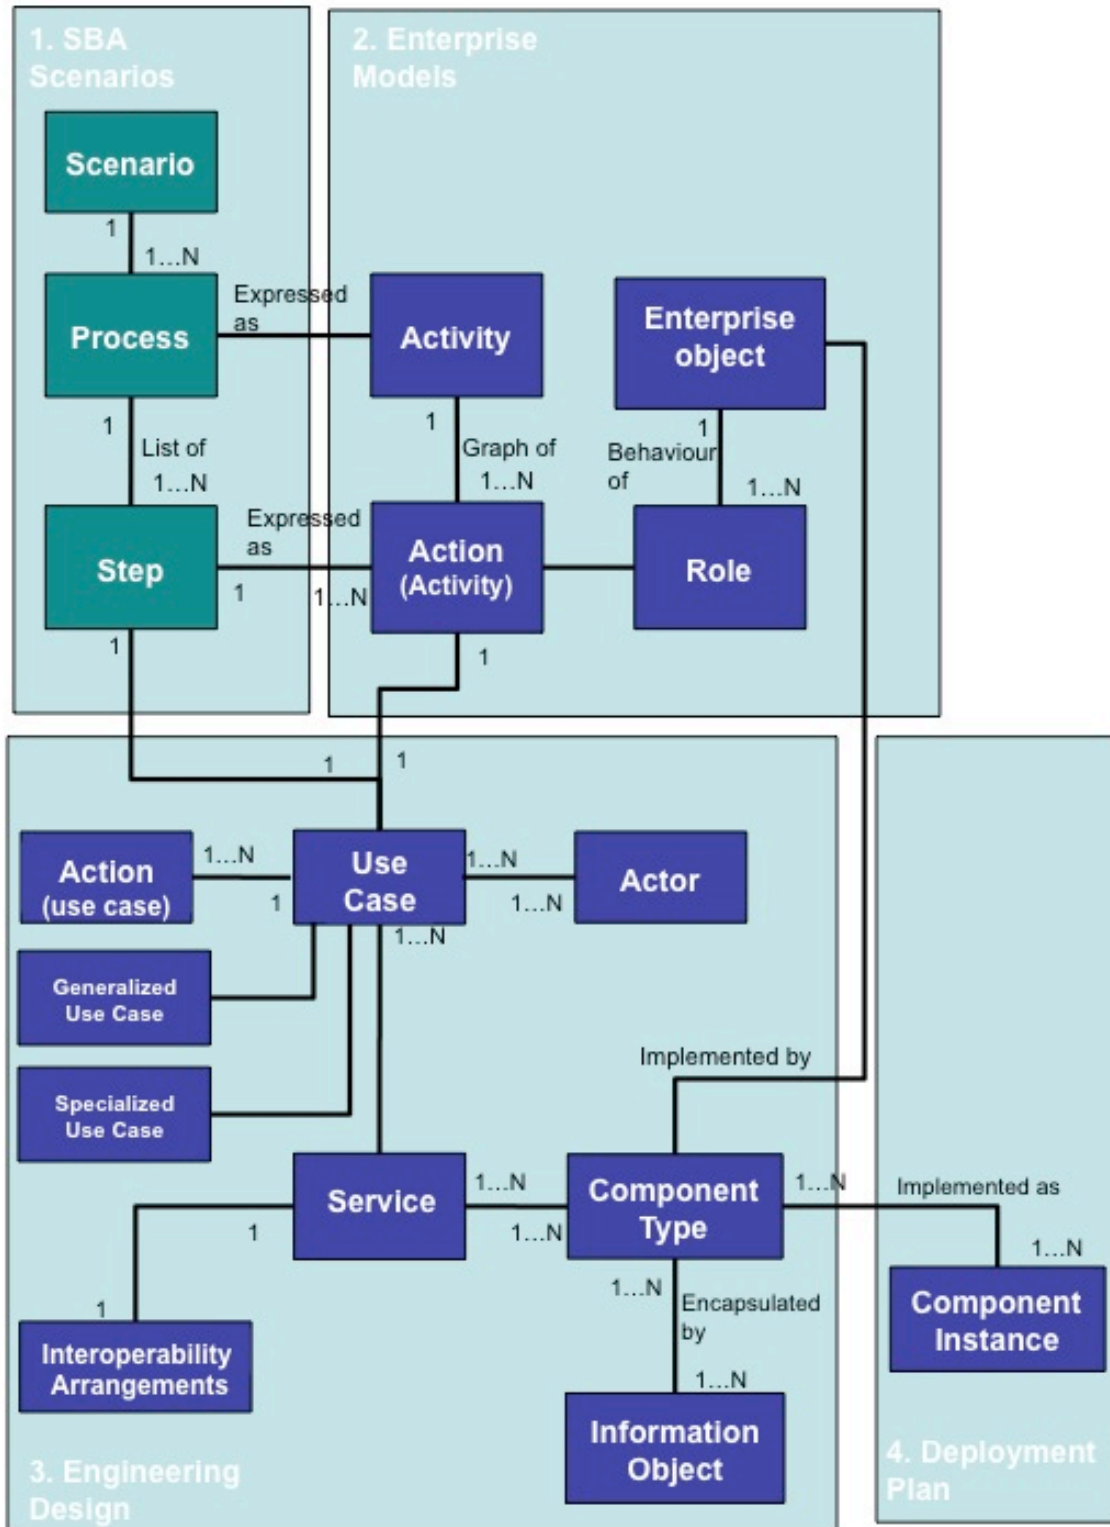 1. SBA
Scenarios
2. Enterprise
Models
Scenario
1
1...N
Process
Expressed
as
Activity
Enterprise
object
1
List of
1...N
1
Graph of
1...N
1
Behaviour
of
1...N
Step
Expressed
as
1
1...N
Action
(Activity)
Role
1
1
1
1
Action
(use case)
1...N
1
Use
Case
1...N
1...N
Actor
1...N
Generalized
Use Case
Specialized
Use Case
Implemented by
Service
1...N
1...N
Component
Type
1...N
Implemented as
1...N
1
1
Interoperability
Arrangements
1...N
Encapsulated
by
1...N
Component
Instance
Information
Object
3. Engineering
Design
4. Deployment
Plan